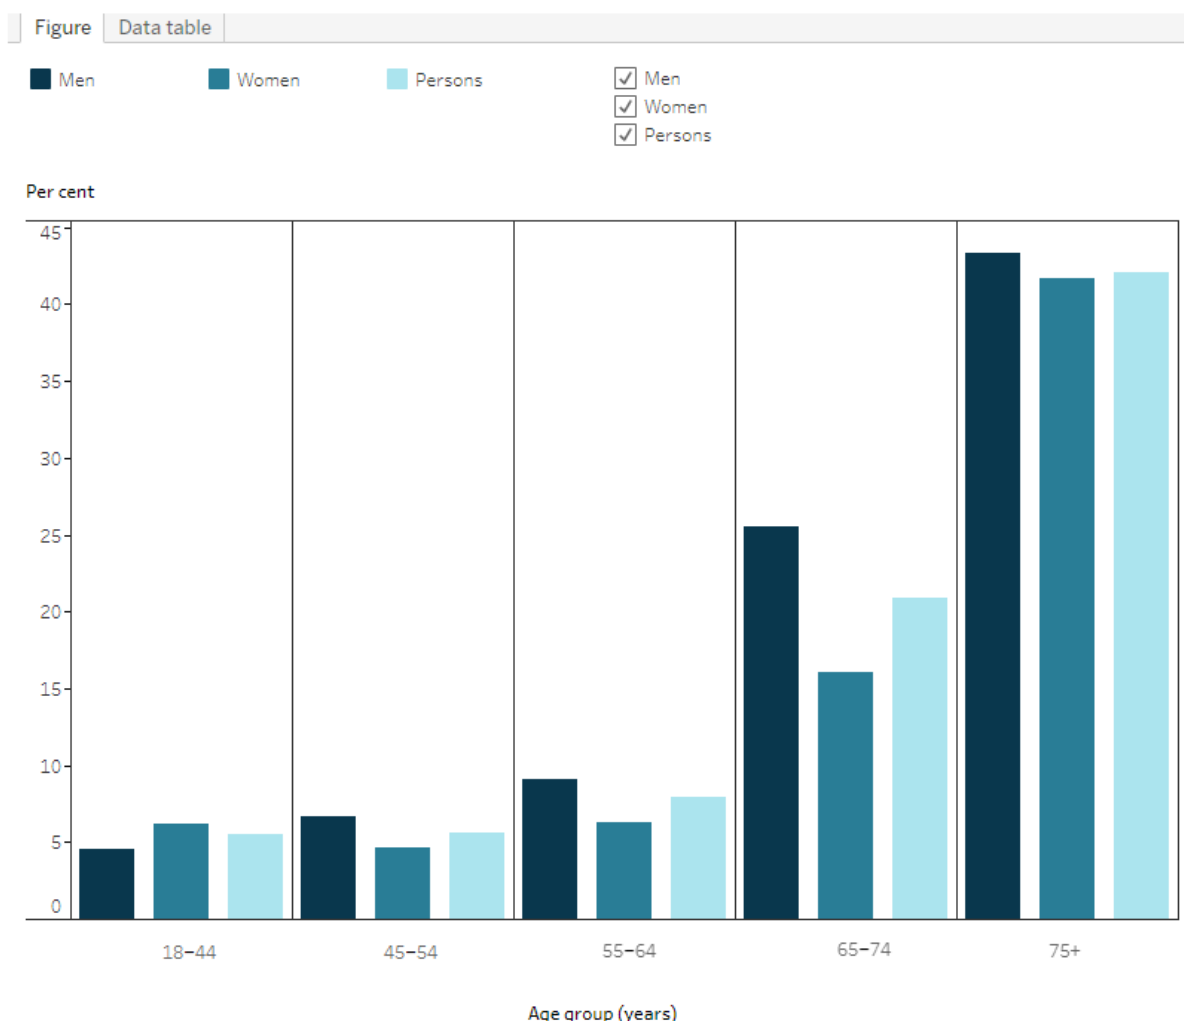 Figure Data table
Men Women Persons
Men
Women
Persons
Per cent
45
40
35
30
25
20
15
10
5
0
18–44 45–54 55–64 65–74 75+
Age group (years)